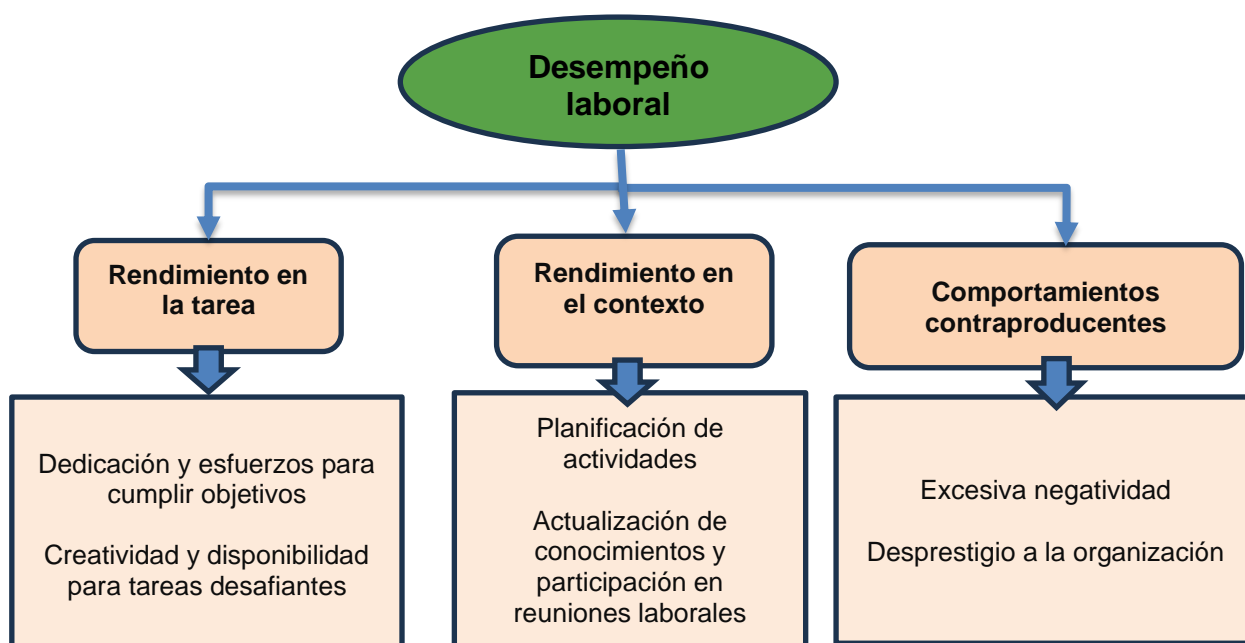 Desempeño
laboral
Rendimiento en
la tarea
Rendimiento en
el contexto
Comportamientos
contraproducentes
Dedicación y esfuerzos para
cumplir objetivos
Creatividad y disponibilidad
para tareas desafiantes
Planificación de
actividades
Actualización de
conocimientos y
participación en
reuniones laborales
Excesiva negatividad
Desprestigio a la organización